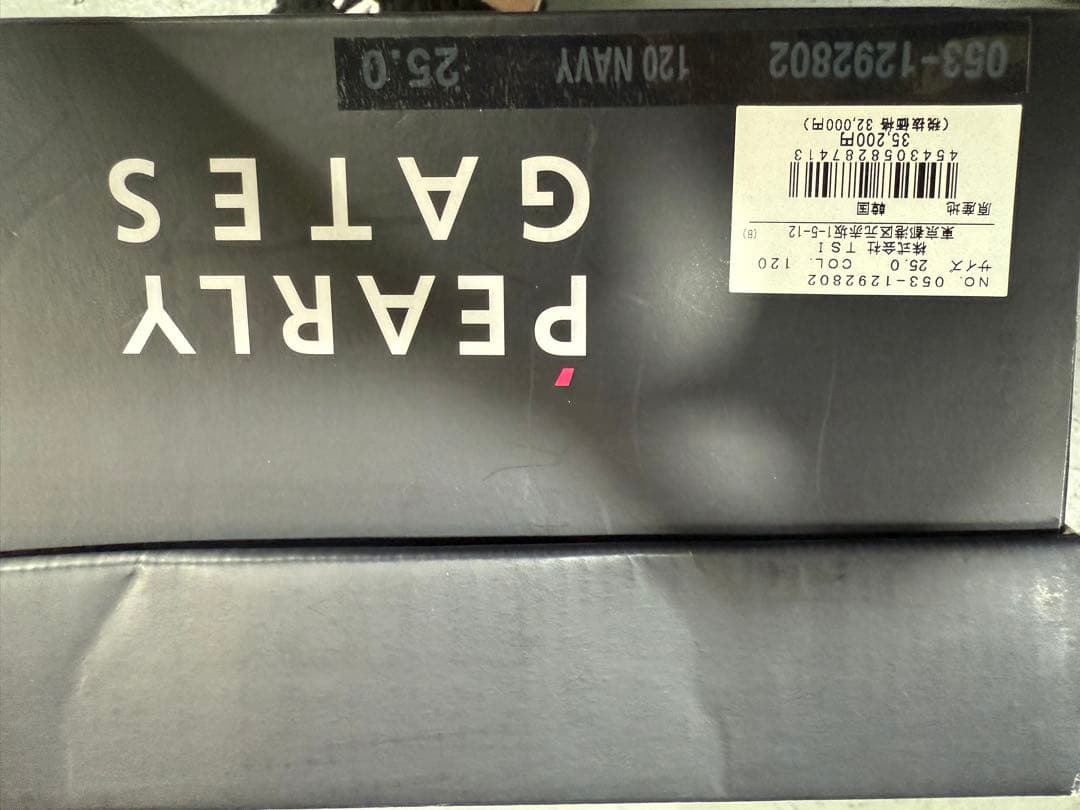 PEARLY
GATES
NO. 053-1292802
サイズ 25.0 COL. 120
株式会社 TSI
東京都港区元赤坂1-5-12 (B)
原産地 韓国
4543058287413
35,200円
(税抜価格 32,000円)
053-1292802 120 NAVY 25.0